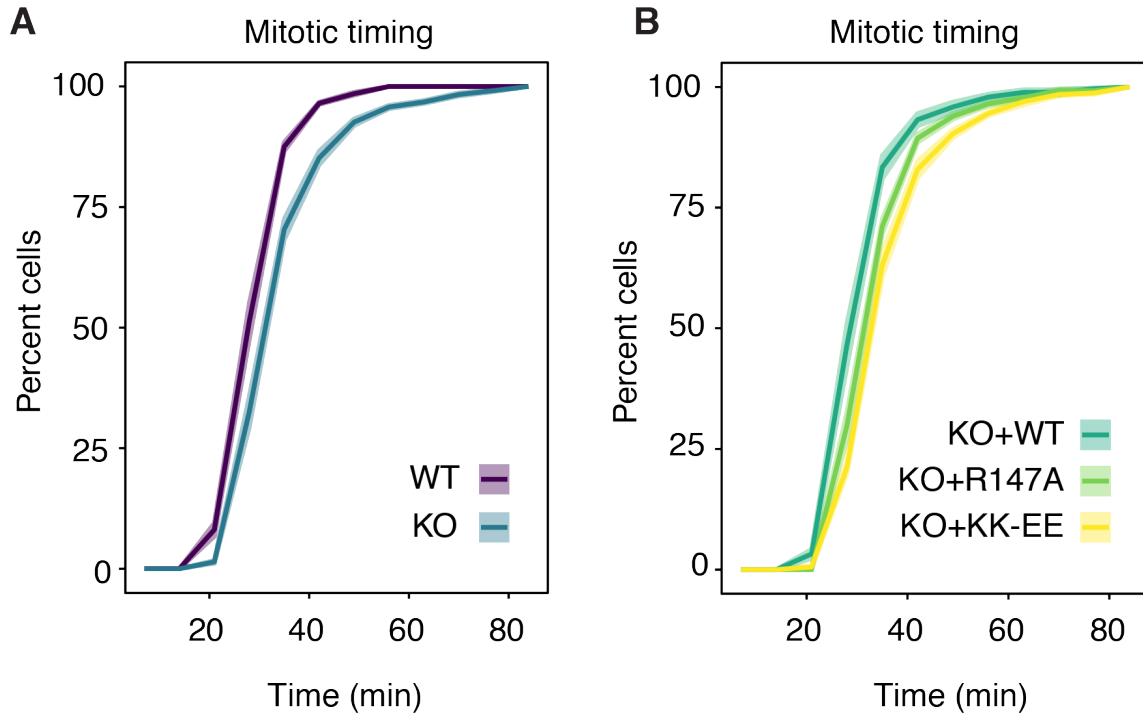 A
Mitotic timing
Percent cells
100
75
50
25
0
WT
KO
20 40 60 80
Time (min)
B
Mitotic timing
Percent cells
100
75
50
25
0
KO+WT
KO+R147A
KO+KK-EE
20 40 60 80
Time (min)